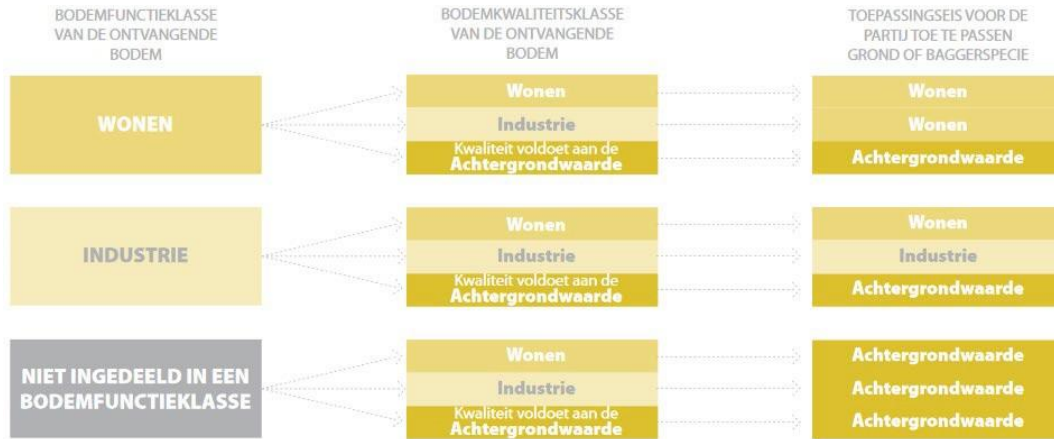 BODEMFUNCTIEKLASSE
VAN DE ONTVANGENDE
BODEM
BODEMKWALITEITSKLASSE
VAN DE ONTVANGENDE
BODEM
TOEPASSINGSEIS VOOR DE
PARTIJ TOE TE PASSEN
GROND OF BAGGERSPECIE
WONEN
Wonen
Industrie
Kwaliteit voldoet aan de
Achtergrondwaarde
Wonen
Wonen
Achtergrondwaarde
INDUSTRIE
Wonen
Industrie
Kwaliteit voldoet aan de
Achtergrondwaarde
Wonen
Industrie
Achtergrondwaarde
NIET INGEDEELD IN EEN
BODEMFUNCTIEKLASSE
Wonen
Industrie
Kwaliteit voldoet aan de
Achtergrondwaarde
Achtergrondwaarde
Achtergrondwaarde
Achtergrondwaarde